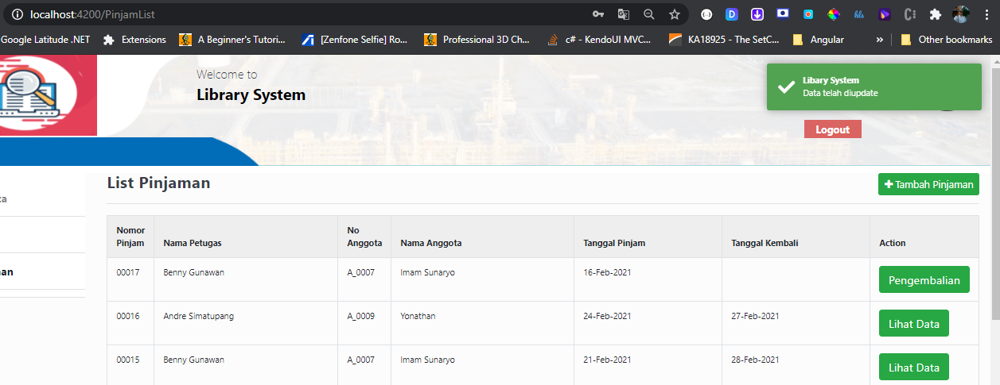 localhost:4200/PinjamList
Google Latitude .NET Extensions A Beginner's Tutori... [Zenfone Selfie] Ro... Professional 3D Ch... c# - KendoUI MVC... KA18925 - The SetC... Angular » Other bookmarks
Welcome to
Library System
Libary System
Data telah diupdate
Logout
List Pinjaman
Tambah Pinjaman
Nomor Pinjam Nama Petugas No Anggota Nama Anggota Tanggal Pinjam Tanggal Kembali Action
00017 Benny Gunawan A_0007 Imam Sunaryo 16-Feb-2021 Pengembalian
00016 Andre Simatupang A_0009 Yonathan 24-Feb-2021 27-Feb-2021 Lihat Data
00015 Benny Gunawan A_0007 Imam Sunaryo 21-Feb-2021 28-Feb-2021 Lihat Data